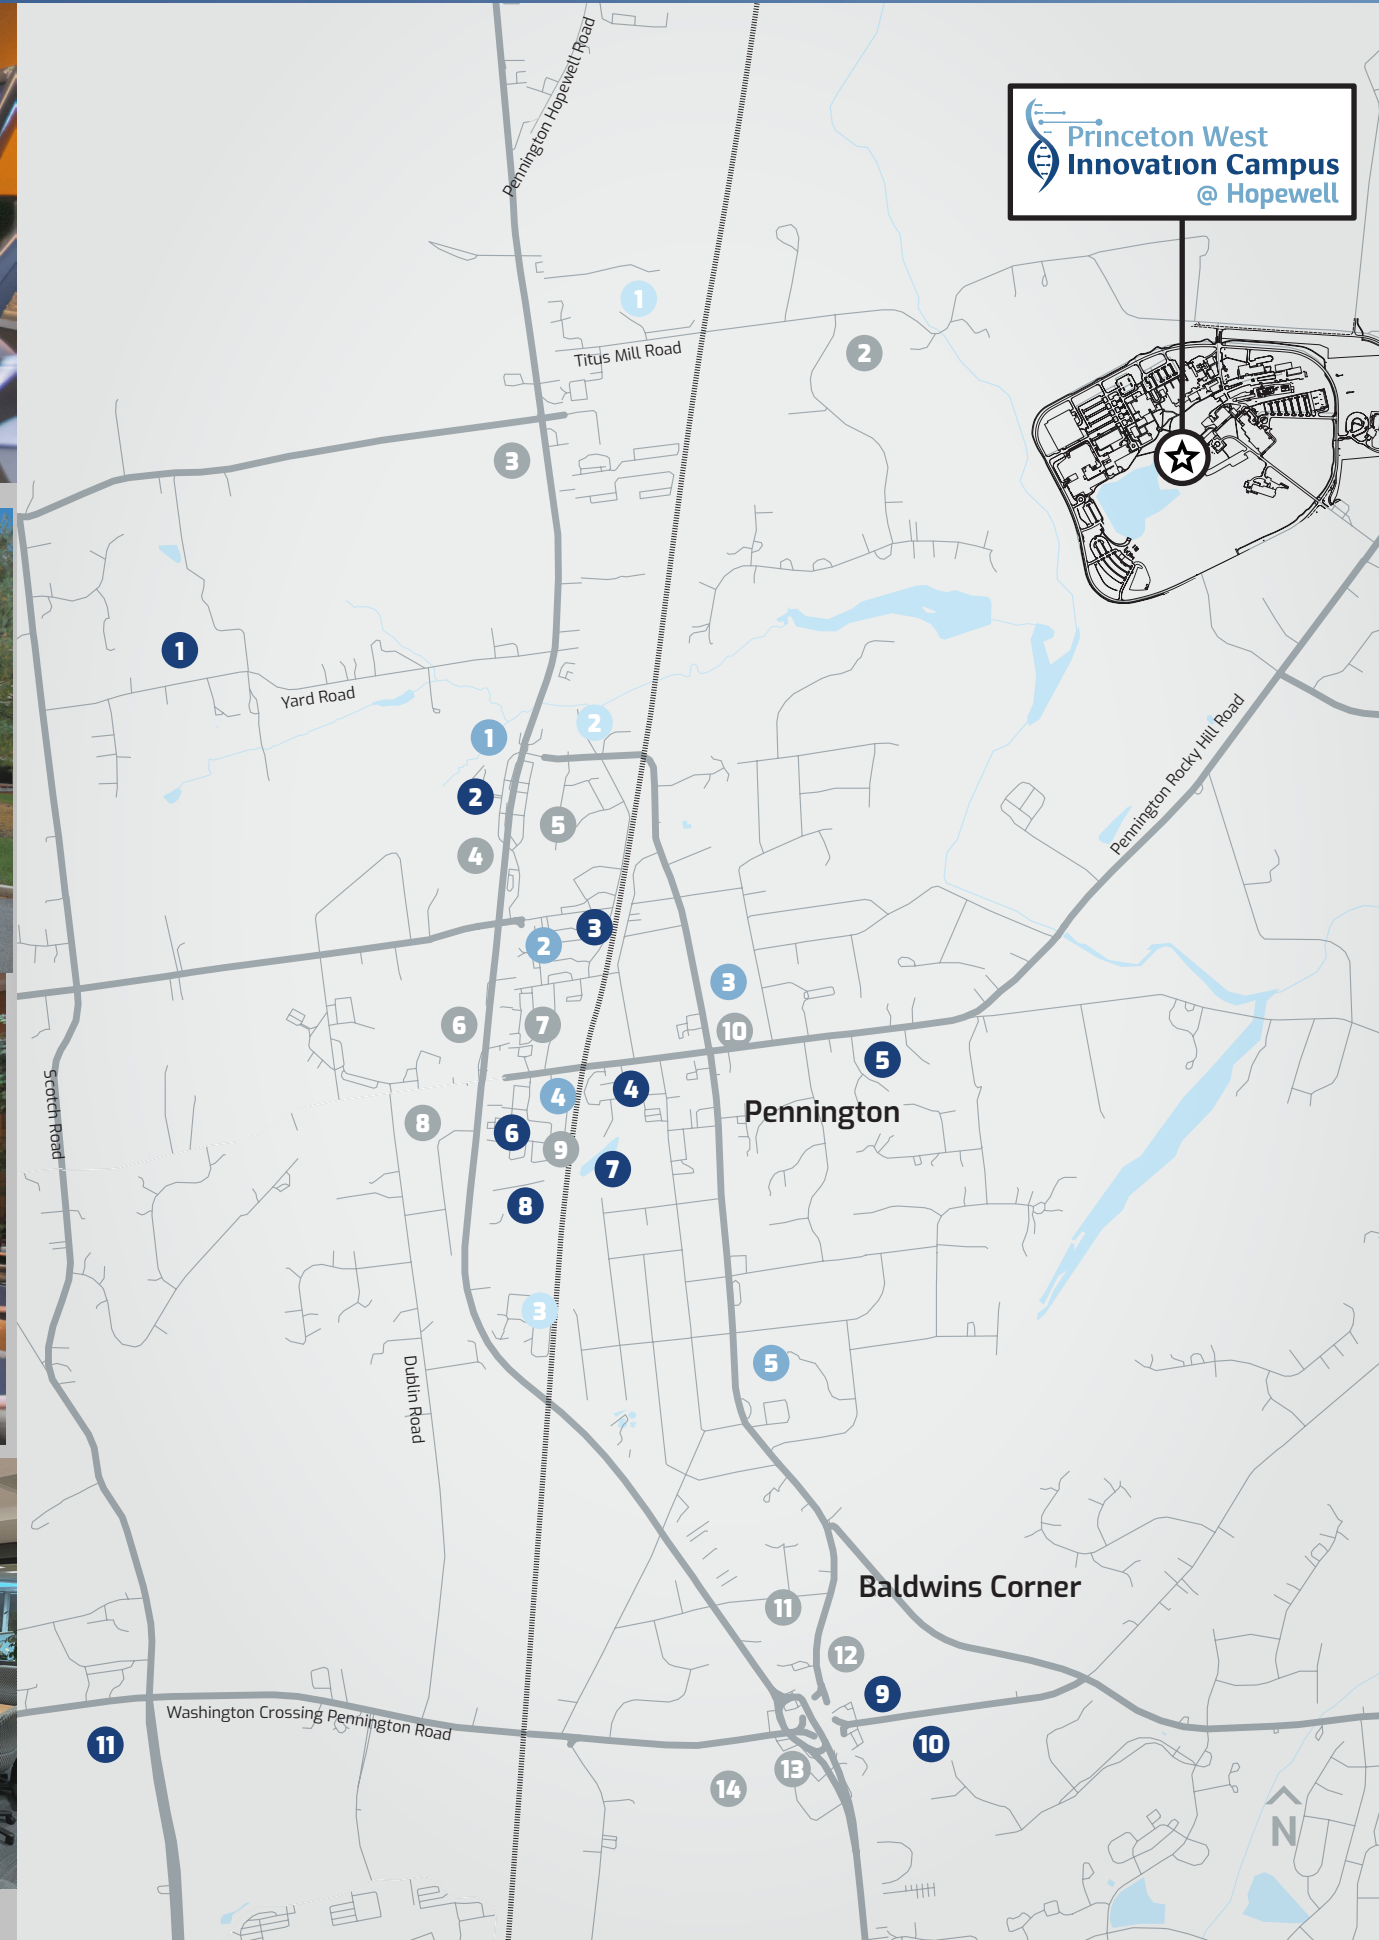 Pennington Hopewell Road
Princeton West
Innovation Campus
@ Hopewell
1
Titus Mill Road
2
3
1
Yard Road
1
2
2
5
4
Pennington Rocky Hill Road
3
2
3
6
7
10
5
4
4
Pennington
Scotch Road
8
6
9
7
8
3
5
Dublin Road
Baldwins Corner
11
12
9
Washington Crossing Pennington Road
11
10
13
14
N